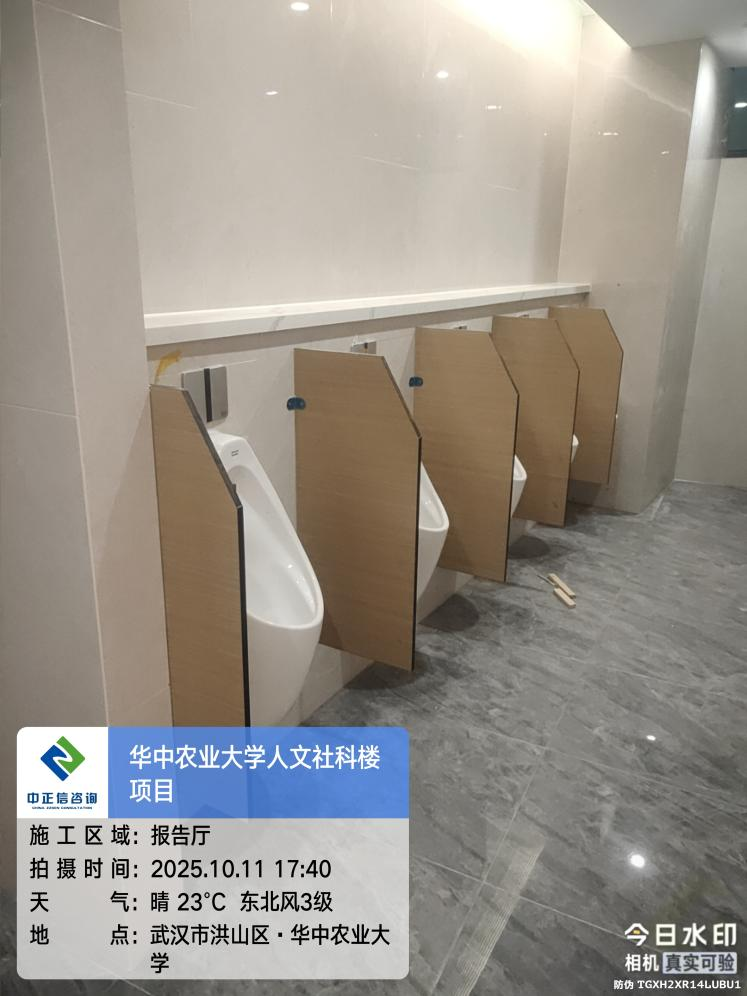 华中农业大学人文社科楼
项目
中正信咨询
施工区域：报告厅
拍摄时间：2025.10.11 17:40
天气：晴 23℃ 东北风3级
地点：武汉市洪山区·华中农业大
学
今日水印
相机 真实可验
防伪 TGXH2XR14LUBU1